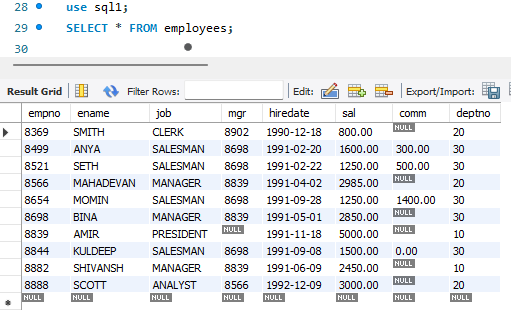 28 use sql1;
29 SELECT * FROM employees;
30
Result Grid Filter Rows: Edit: Export/Import:
empno ename job mgr hiredate sal comm deptno
8369 SMITH CLERK 8902 1990-12-18 800.00 NULL 20
8499 ANYA SALESMAN 8698 1991-02-20 1600.00 300.00 30
8521 SETH SALESMAN 8698 1991-02-22 1250.00 500.00 30
8566 MAHADEVAN MANAGER 8839 1991-04-02 2985.00 NULL 20
8654 MOMIN SALESMAN 8698 1991-09-28 1250.00 1400.00 30
8698 BINA MANAGER 8839 1991-05-01 2850.00 NULL 30
8839 AMIR PRESIDENT NULL 1991-11-18 5000.00 NULL 10
8844 KULDEEP SALESMAN 8698 1991-09-08 1500.00 0.00 30
8882 SHIVANSH MANAGER 8839 1991-06-09 2450.00 NULL 10
8888 SCOTT ANALYST 8566 1992-12-09 3000.00 NULL 20
NULL NULL NULL NULL NULL NULL NULL NULL